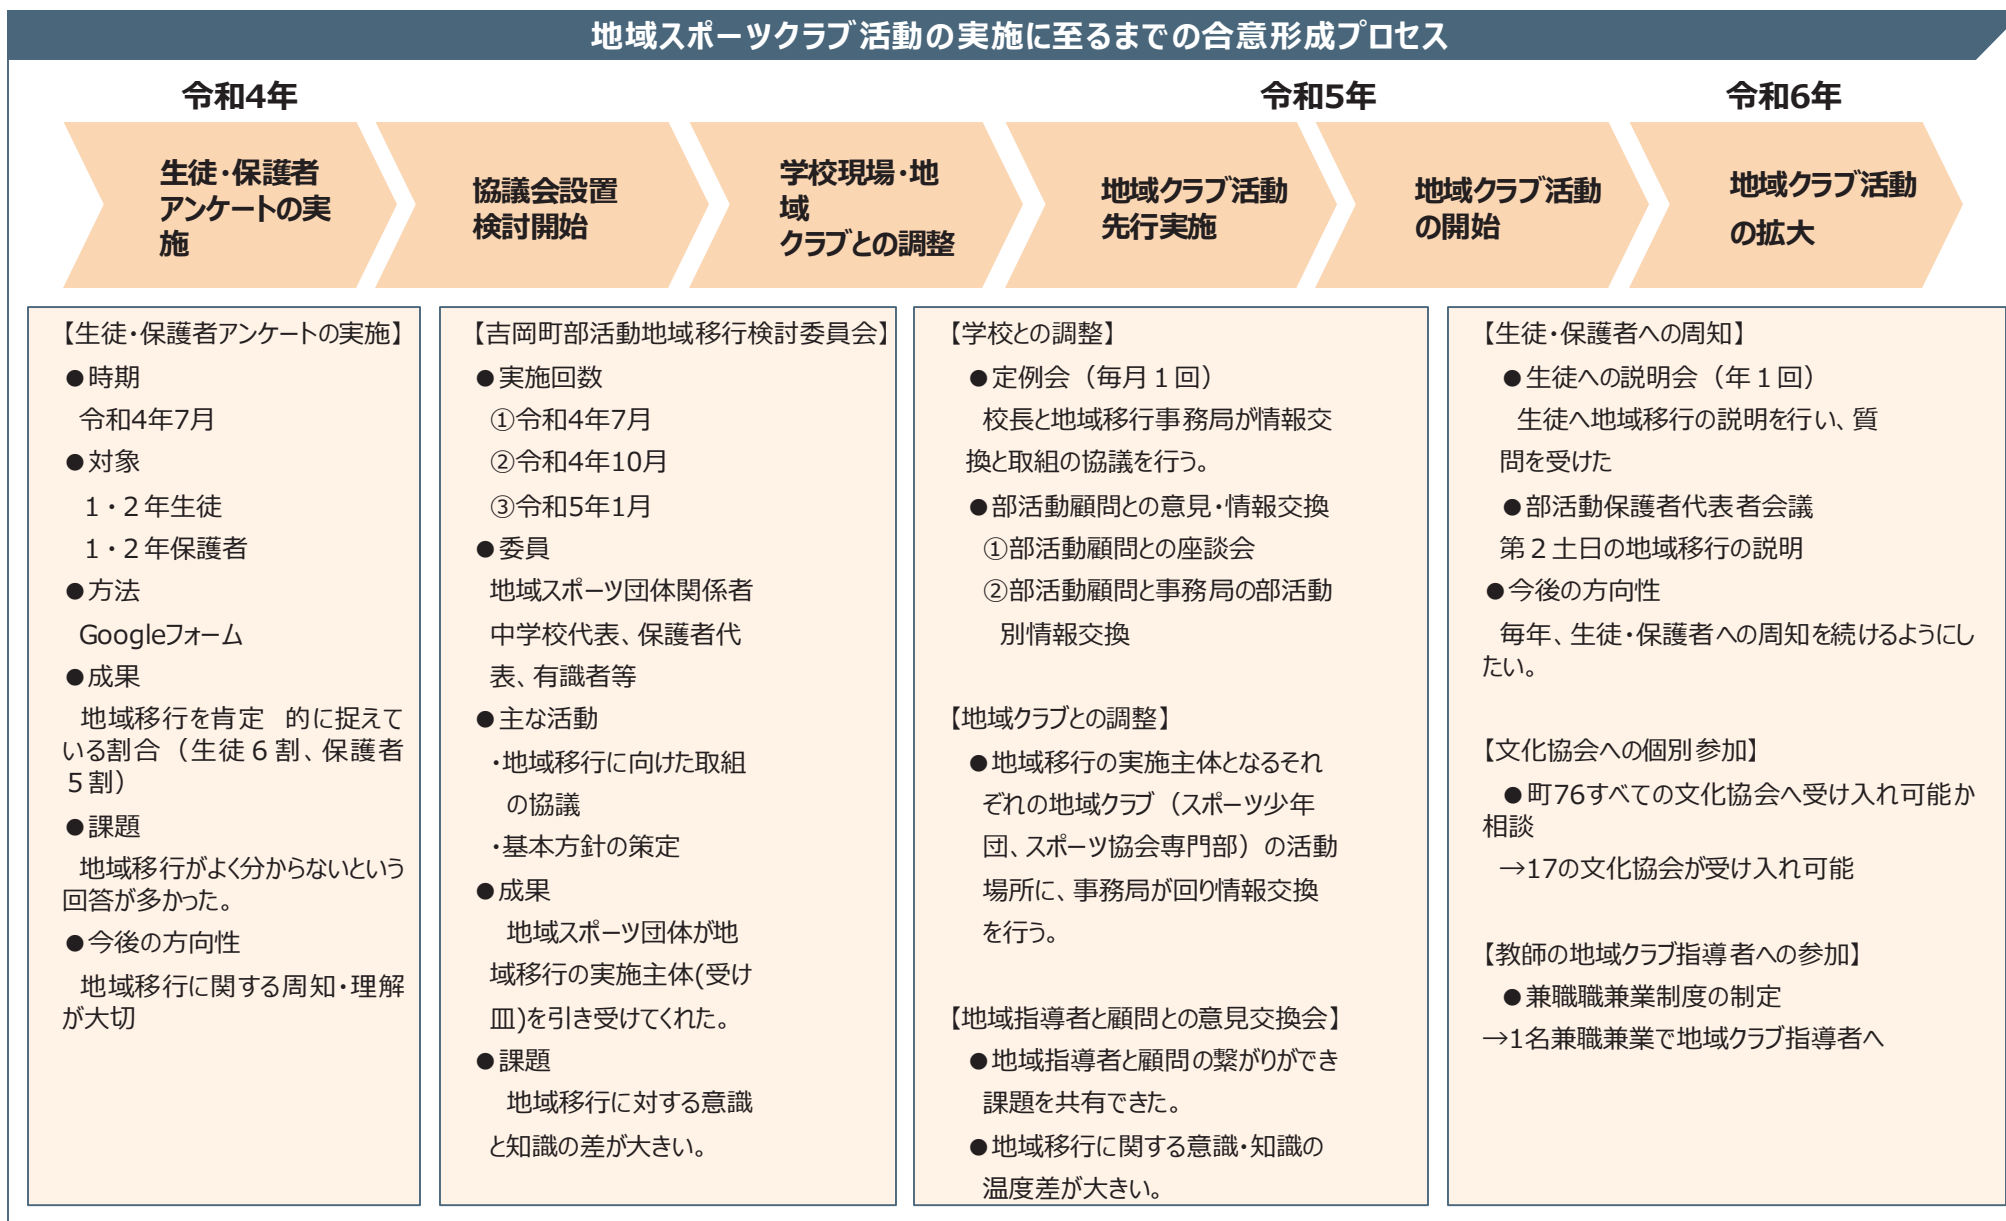 地域スポーツクラブ活動の実施に至るまでの合意形成プロセス
令和4年
令和5年
令和6年
生徒・保護者
アンケートの実
施
協議会設置
検討開始
学校現場・地
域
クラブとの調整
地域クラブ活動
先行実施
地域クラブ活動
の開始
地域クラブ活動
の拡大
【生徒・保護者アンケートの実施】
●時期
令和4年7月
●対象
1・2年生徒
1・2年保護者
●方法
Googleフォーム
●成果
地域移行を肯定 的に捉えて
いる割合（生徒６割、保護者
５割）
●課題
地域移行がよく分からないという
回答が多かった。
●今後の方向性
地域移行に関する周知・理解
が大切
【吉岡町部活動地域移行検討委員会】
●実施回数
①令和4年7月
②令和4年10月
③令和5年1月
●委員
地域スポーツ団体関係者
中学校代表、保護者代
表、有識者等
●主な活動
・地域移行に向けた取組
の協議
・基本方針の策定
●成果
地域スポーツ団体が地
域移行の実施主体(受け
皿)を引き受けてくれた。
●課題
地域移行に対する意識
と知識の差が大きい。
【学校との調整】
●定例会（毎月１回）
校長と地域移行事務局が情報交
換と取組の協議を行う。
●部活動顧問との意見・情報交換
①部活動顧問との座談会
②部活動顧問と事務局の部活動
別情報交換
【地域クラブとの調整】
●地域移行の実施主体となるそれ
ぞれの地域クラブ（スポーツ少年
団、スポーツ協会専門部）の活動
場所に、事務局が回り情報交換
を行う。
【地域指導者と顧問との意見交換会】
●地域指導者と顧問の繋がりができ
課題を共有できた。
●地域移行に関する意識・知識の
温度差が大きい。
【生徒・保護者への周知】
●生徒への説明会（年１回）
生徒へ地域移行の説明を行い、質
問を受けた
●部活動保護者代表者会議
第２土日の地域移行の説明
●今後の方向性
毎年、生徒・保護者への周知を続けるようにし
たい。
【文化協会への個別参加】
●町76すべての文化協会へ受け入れ可能か
相談
→17の文化協会が受け入れ可能
【教師の地域クラブ指導者への参加】
●兼職職兼業制度の制定
→1名兼職兼業で地域クラブ指導者へ